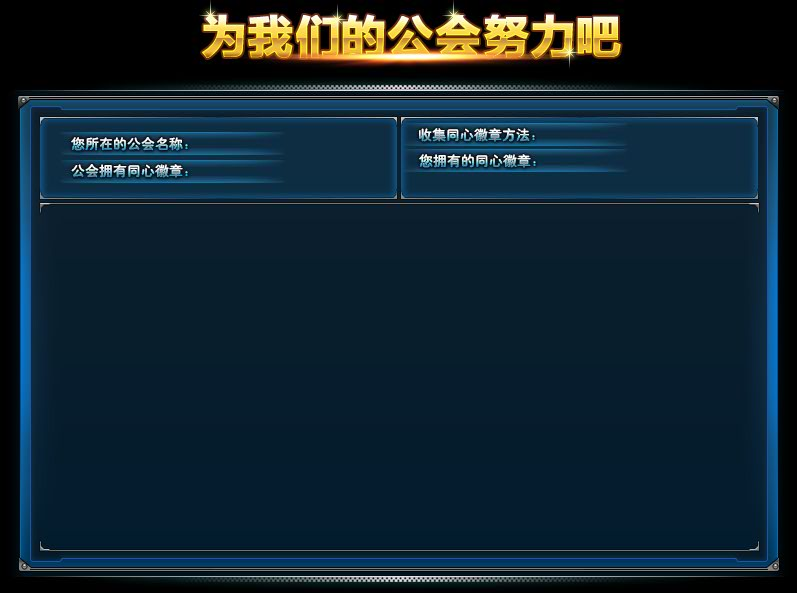 为我们的公会努力吧
您所在的公会名称：
公会拥有同心徽章：
收集同心徽章方法：
您拥有的同心徽章：